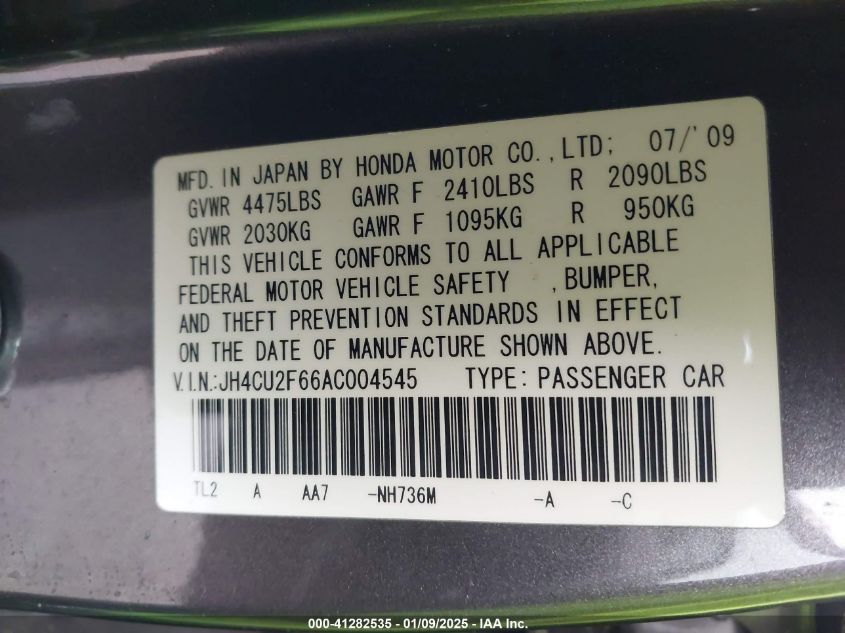 MFD. IN JAPAN BY HONDA MOTOR CO.,LTD; 07/'09
GVWR 4475LBS GAWR F 2410LBS R 2090LBS
GVWR 2030KG GAWR F 1095KG R 950KG
THIS VEHICLE CONFORMS TO ALL APPLICABLE
FEDERAL MOTOR VEHICLE SAFETY , BUMPER,
AND THEFT PREVENTION STANDARDS IN EFFECT
ON THE DATE OF MANUFACTURE SHOWN ABOVE.
V.I.N.:JH4CU2F66AC004545 TYPE: PASSENGER CAR
TL2 A AA7 -NH736M -A -C
000-41282535 - 01/09/2025 - IAA Inc.